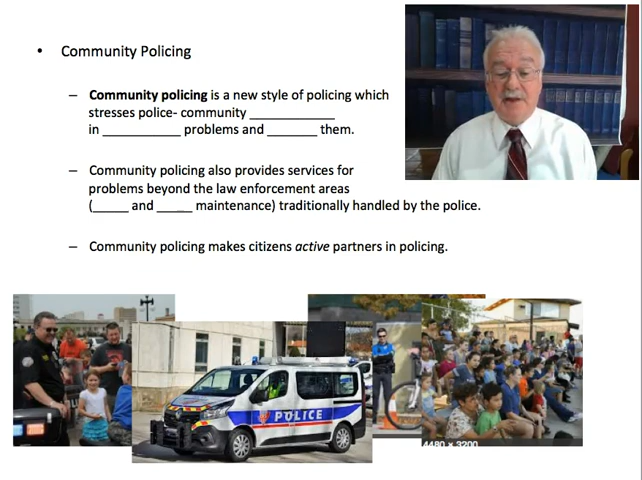 • Community Policing
– Community policing is a new style of policing which
stresses police- community ____________
in ___________ problems and _______ them.
– Community policing also provides services for
problems beyond the law enforcement areas
(_____ and _____ maintenance) traditionally handled by the police.
– Community policing makes citizens active partners in policing.
POLICE
4480 × 3200